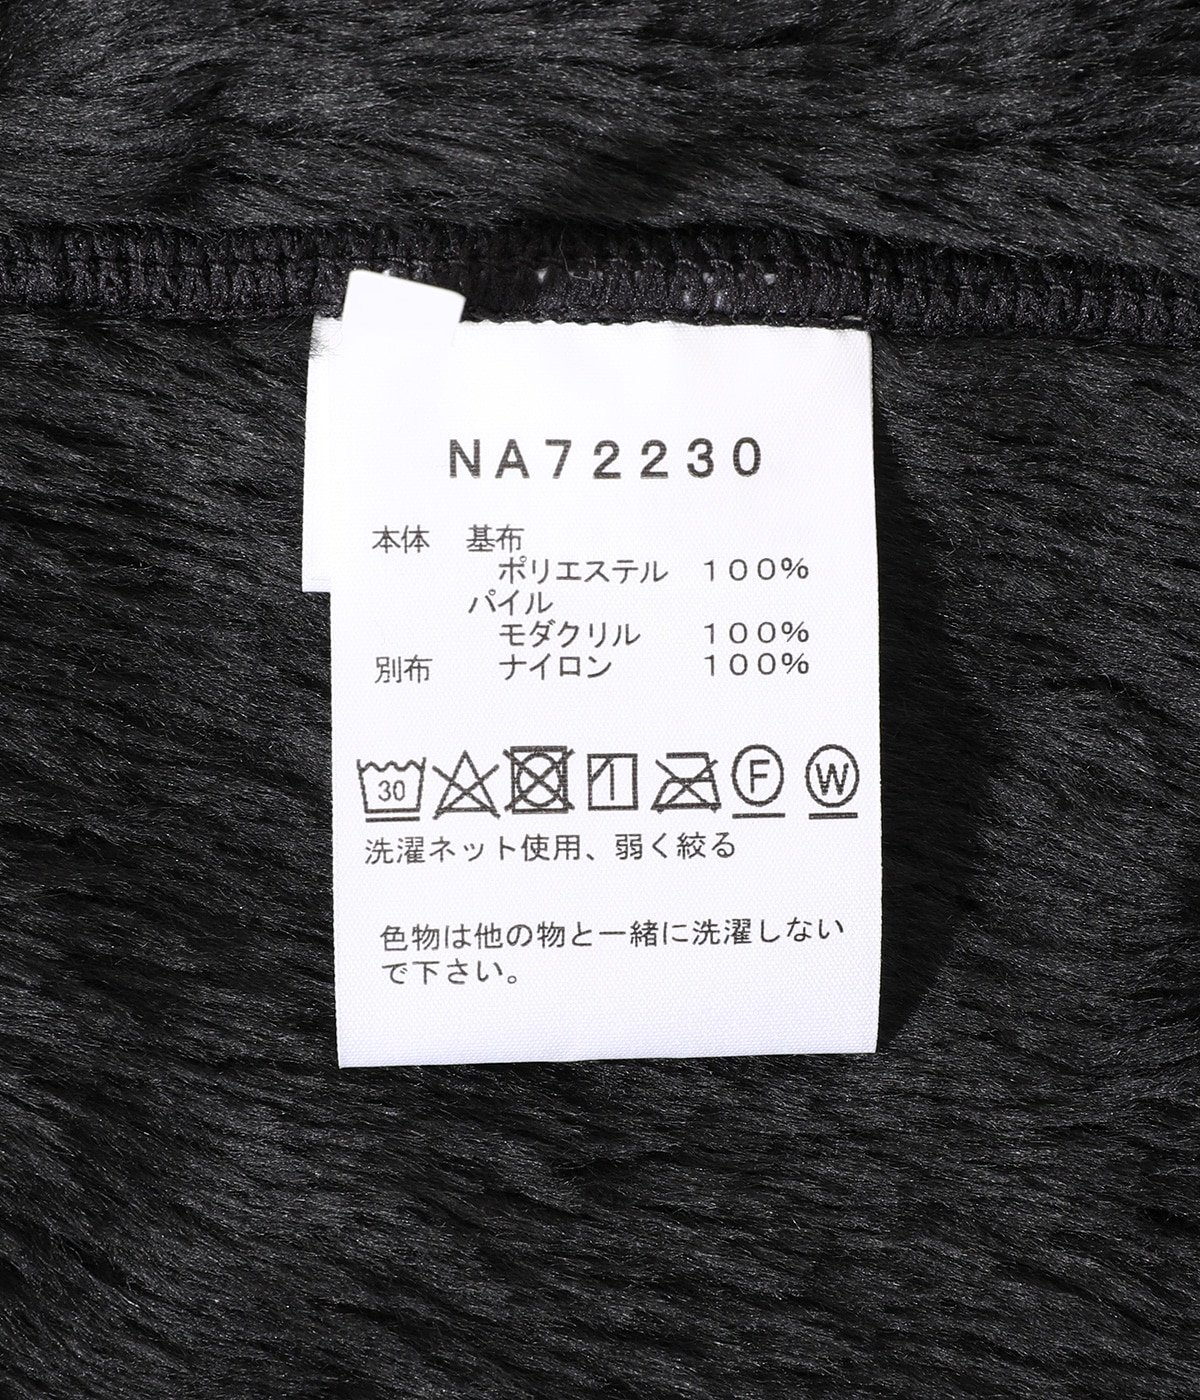 NA72230
本体 基布
ポリエステル 100%
パイル
モダクリル 100%
別布 ナイロン 100%
30 F W
洗濯ネット使用、弱く絞る
色物は他の物と一緒に洗濯しない
で下さい。